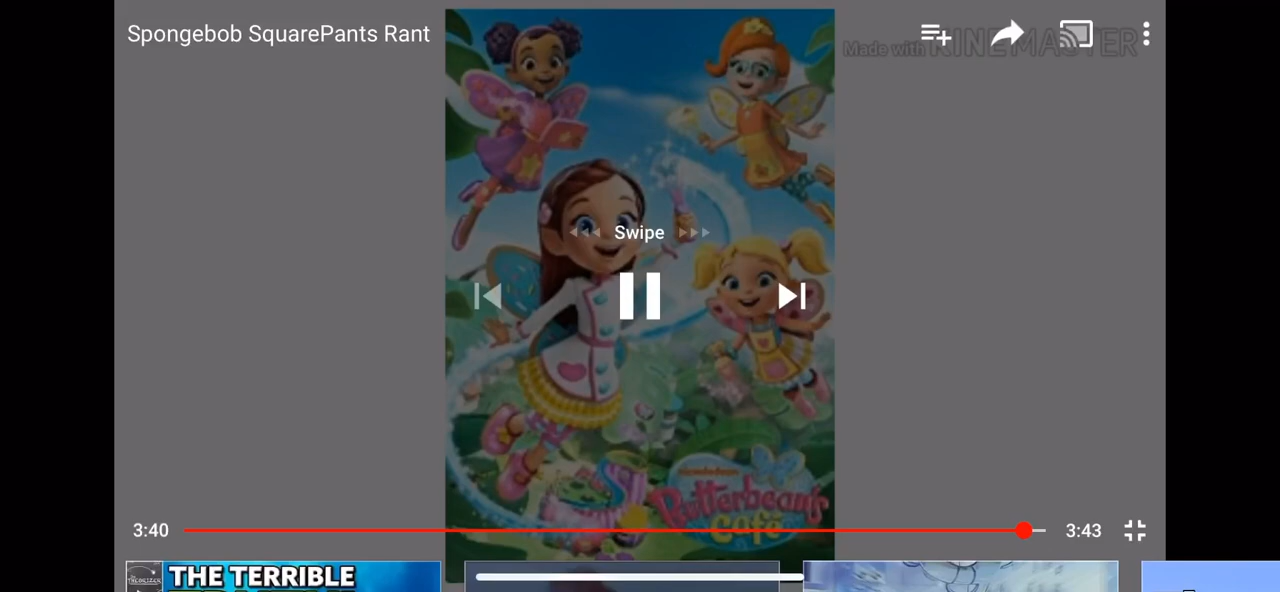 Spongebob SquarePants Rant
Made with KINEMASTER
Swipe
nickelodeon
Butterbean's
Café
3:40
3:43
THE TERRIBLE